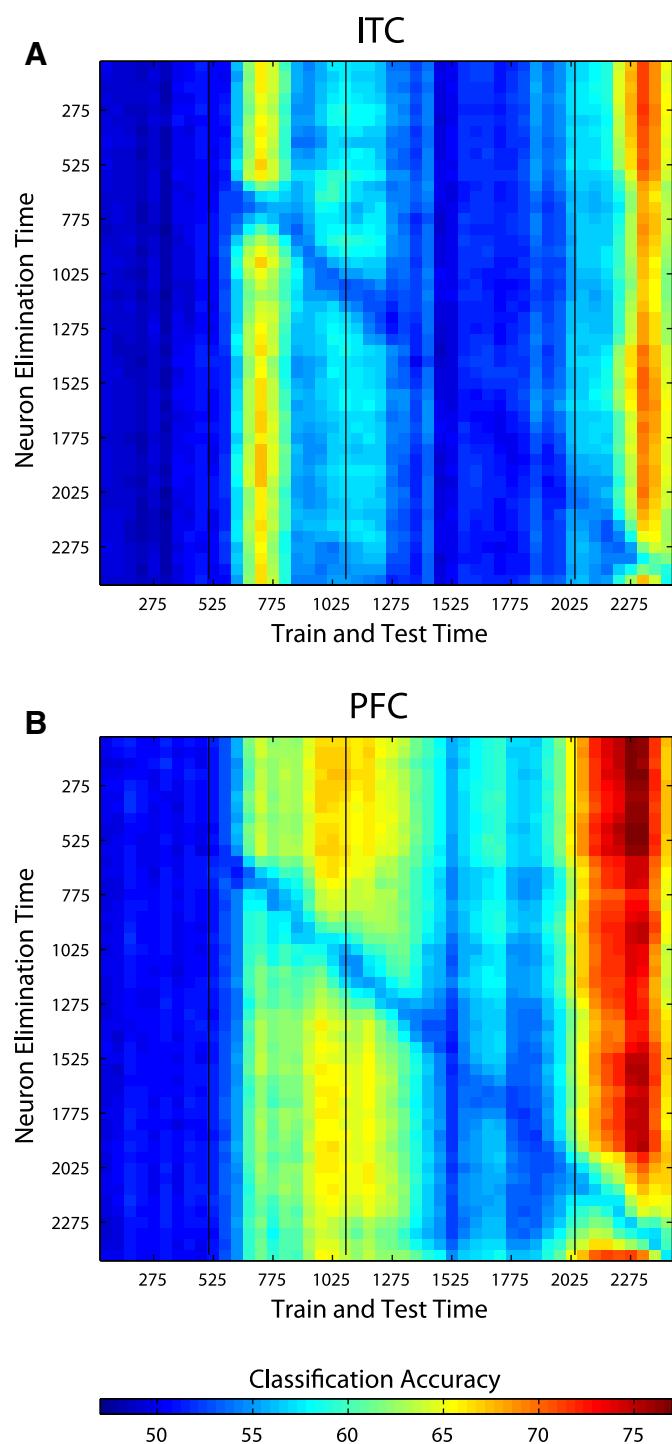 ITC
A
Neuron Elimination Time
275
525
775
1025
1275
1525
1775
2025
2275
275 525 775 1025 1275 1525 1775 2025 2275
Train and Test Time
PFC
B
Neuron Elimination Time
275
525
775
1025
1275
1525
1775
2025
2275
275 525 775 1025 1275 1525 1775 2025 2275
Train and Test Time
Classification Accuracy
50 55 60 65 70 75